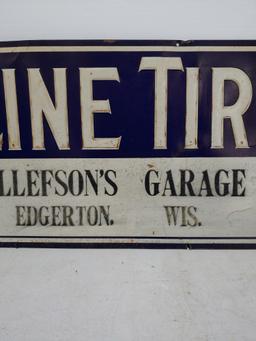 LINE TIR
LLEFSON'S GARAGE
EDGERTON. WIS.